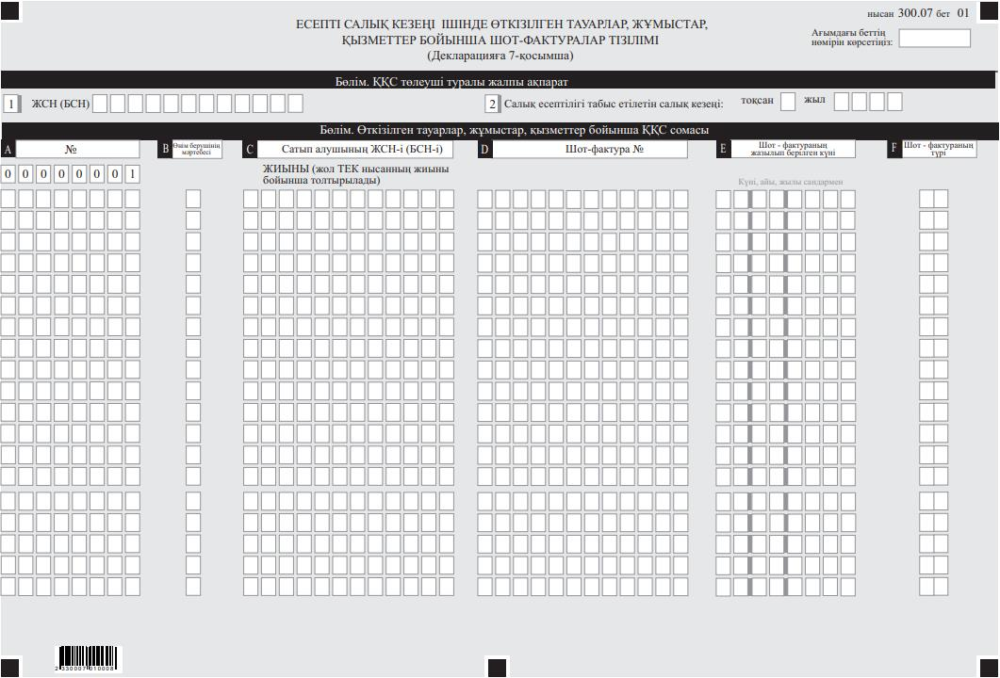 нысан 300.07 бет 01
ЕСЕПТІ САЛЫҚ КЕЗЕҢІ ІШІНДЕ ӨТКІЗІЛГЕН ТАУАРЛАР, ЖҰМЫСТАР,
ҚЫЗМЕТТЕР БОЙЫНША ШОТ-ФАКТУРАЛАР ТІЗІЛІМІ
(Декларацияға 7-қосымша)
Ағымдағы беттің
нөмірін көрсетіңіз:
Бөлім. ҚҚС төлеуші туралы жалпы ақпарат
1 ЖСН (БСН) 2 Салық есептілігі табыс етілетін салық кезеңі: тоқсан жыл
Бөлім. Өткізілген тауарлар, жұмыстар, қызметтер бойынша ҚҚС сомасы
A № B Өнім берушінің мәртебесі C Сатып алушының ЖСН-і (БСН-і) D Шот-фактура № E Шот - фактураның жазылып берілген күні F Шот - фактураның түрі
0 0 0 0 0 0 0 1 ЖИЫНЫ (жол ТЕК нысанның жиыны
бойынша толтырылады)
Күні, айы, жылы сандармен
2 330007 010008